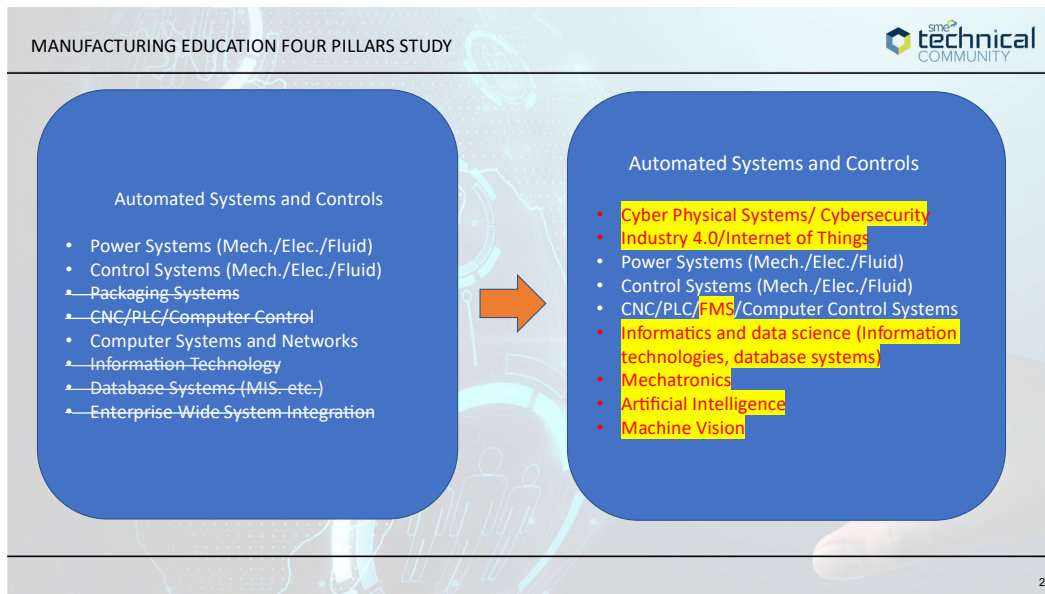 MANUFACTURING EDUCATION FOUR PILLARS STUDY
sme
technical
COMMUNITY
Automated Systems and Controls
• Power Systems (Mech./Elec./Fluid)
• Control Systems (Mech./Elec./Fluid)
• Packaging Systems
• CNC/PLC/Computer Control
• Computer Systems and Networks
• Information Technology
• Database Systems (MIS. etc.)
• Enterprise Wide System Integration
Automated Systems and Controls
• Cyber Physical Systems/ Cybersecurity
• Industry 4.0/Internet of Things
• Power Systems (Mech./Elec./Fluid)
• Control Systems (Mech./Elec./Fluid)
• CNC/PLC/FMS/Computer Control Systems
• Informatics and data science (Information
technologies, database systems)
• Mechatronics
• Artificial Intelligence
• Machine Vision
2